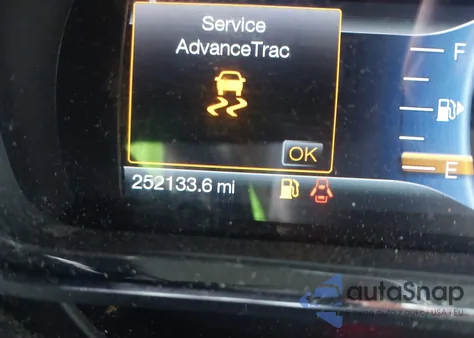 Service
AdvanceTrac
F
OK
E
252133.6 mi
autoSnap